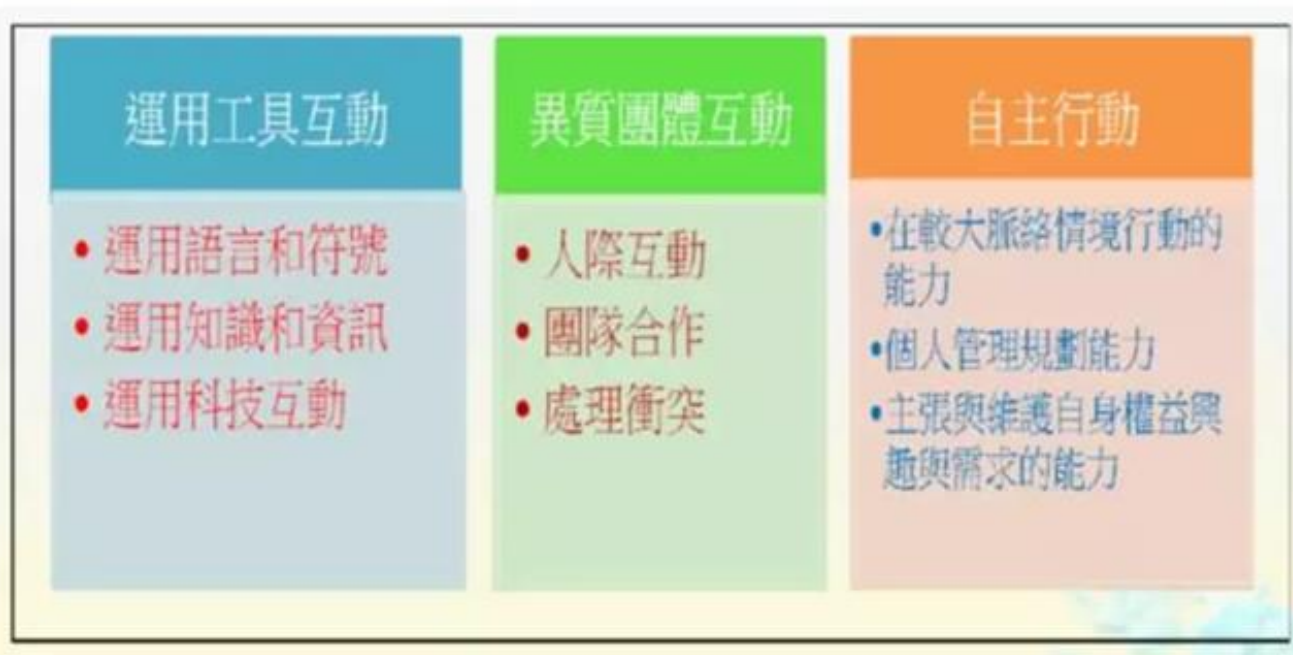 運用工具互動
• 運用語言和符號
• 運用知識和資訊
• 運用科技互動
異質團體互動
• 人際互動
• 團隊合作
• 處理衝突
自主行動
•在較大脈絡情境行動的
能力
•個人管理規劃能力
•主張與維護自身權益興
趣與需求的能力